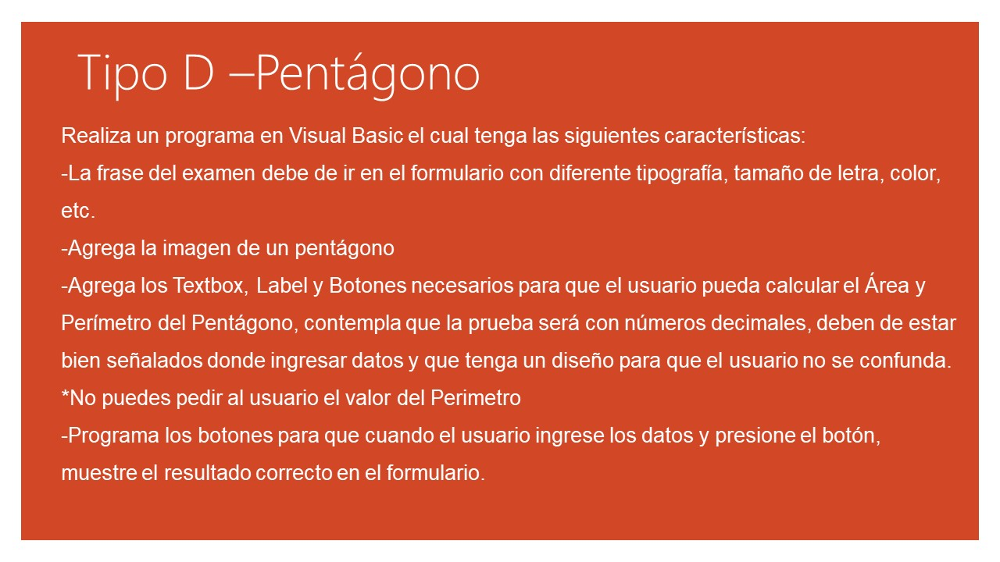 Tipo D –Pentágono
Realiza un programa en Visual Basic el cual tenga las siguientes características:
-La frase del examen debe de ir en el formulario con diferente tipografía, tamaño de letra, color,
etc.
-Agrega la imagen de un pentágono
-Agrega los Textbox, Label y Botones necesarios para que el usuario pueda calcular el Área y
Perímetro del Pentágono, contempla que la prueba será con números decimales, deben de estar
bien señalados donde ingresar datos y que tenga un diseño para que el usuario no se confunda.
*No puedes pedir al usuario el valor del Perimetro
-Programa los botones para que cuando el usuario ingrese los datos y presione el botón,
muestre el resultado correcto en el formulario.